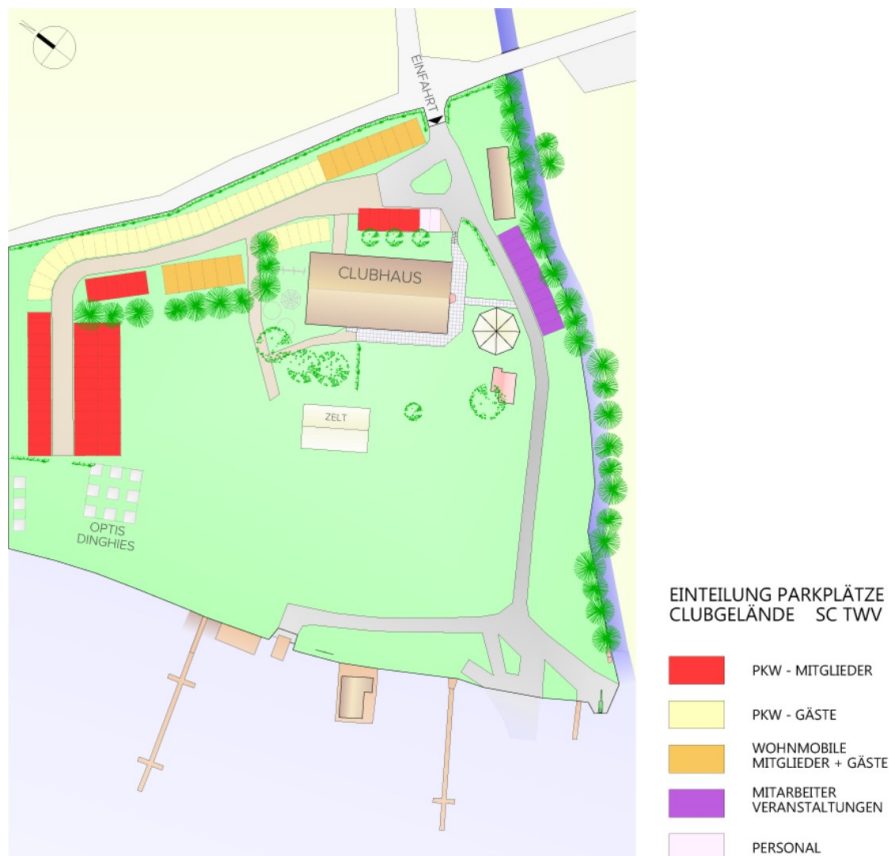 EINFAHRT
CLUBHAUS
ZELT
OPTIS
DINGHIES
EINTEILUNG PARKPLÄTZE
CLUBGELÄNDE SC TWV
PKW - MITGLIEDER
PKW - GÄSTE
WOHNMOBILE
MITGLIEDER + GÄSTE
MITARBEITER
VERANSTALTUNGEN
PERSONAL